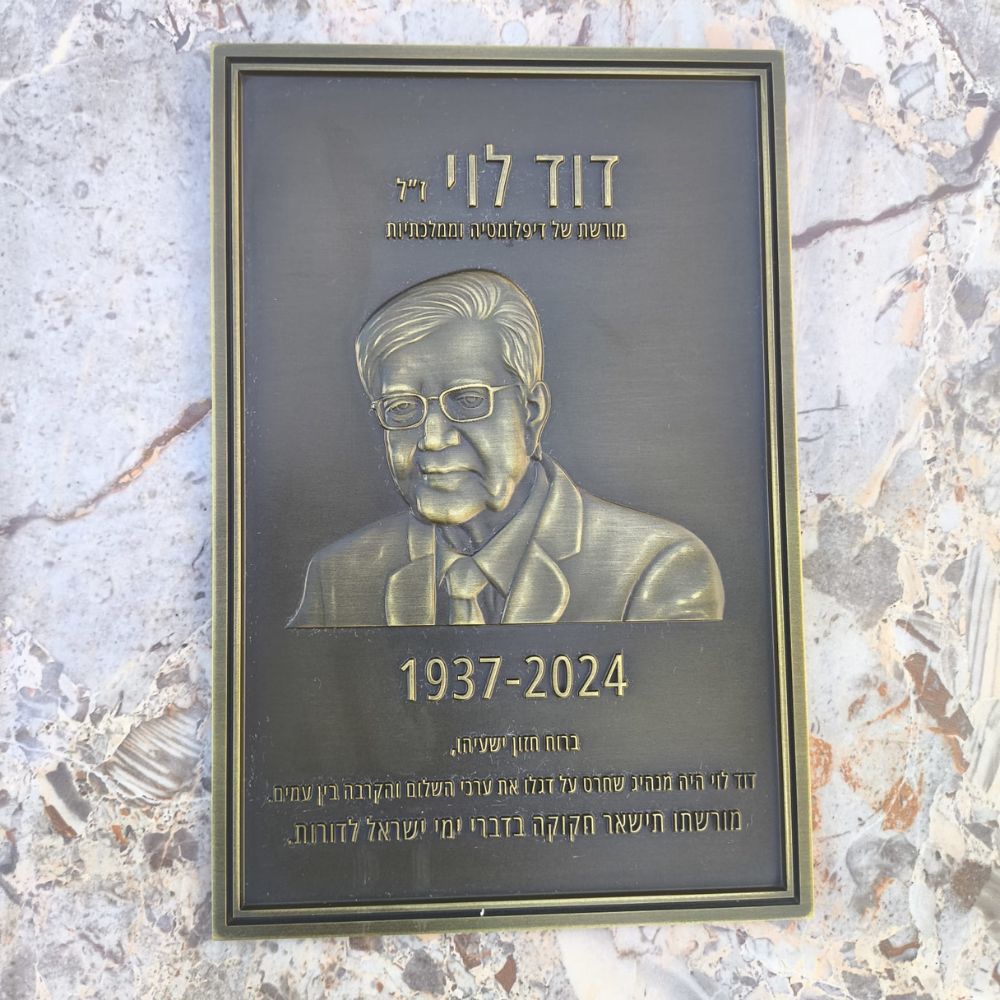 דוד לוי ז״ל
מורשת של דיפלומטיה וממלכתיות
1937-2024
ברוח חזון ישעיהו,
דוד לוי היה מנהיג שחרס על דגלו את ערכי השלום והקרבה בין עמים.
מורשתו תישאר חקוקה בדברי ימי ישראל לדורות.